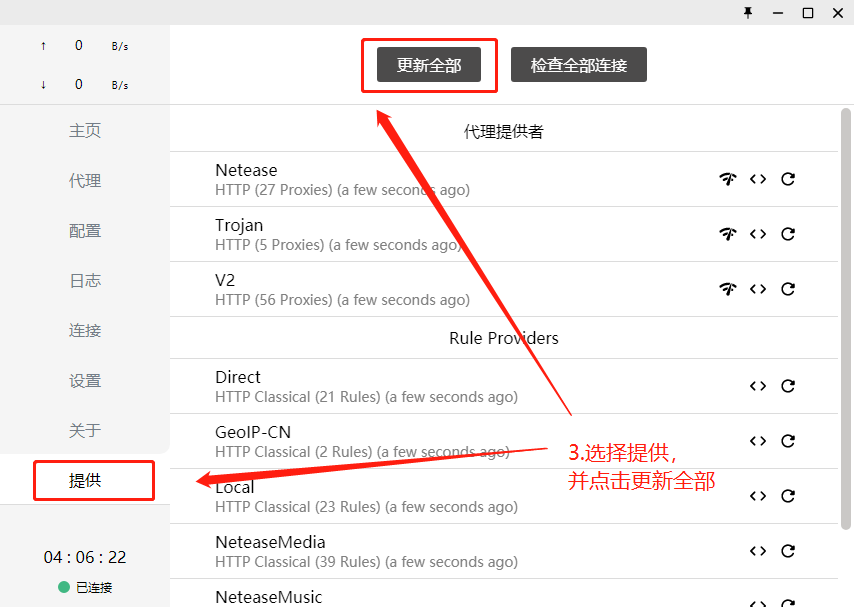 ↑ 0 B/s
更新全部 检查全部连接
↓ 0 B/s
主页
代理
配置
日志
连接
设置
关于
提供
04 : 06 : 22
已连接
代理提供者
Netease
HTTP (27 Proxies) (a few seconds ago)
Trojan
HTTP (5 Proxies) (a few seconds ago)
V2
HTTP (56 Proxies) (a few seconds ago)
Rule Providers
Direct
HTTP Classical (21 Rules) (a few seconds ago)
GeoIP-CN
HTTP Classical (2 Rules) (a few seconds ago)
Local
HTTP Classical (23 Rules) (a few seconds ago)
NeteaseMedia
HTTP Classical (39 Rules) (a few seconds ago)
NeteaseMusic
3.选择提供，
并点击更新全部